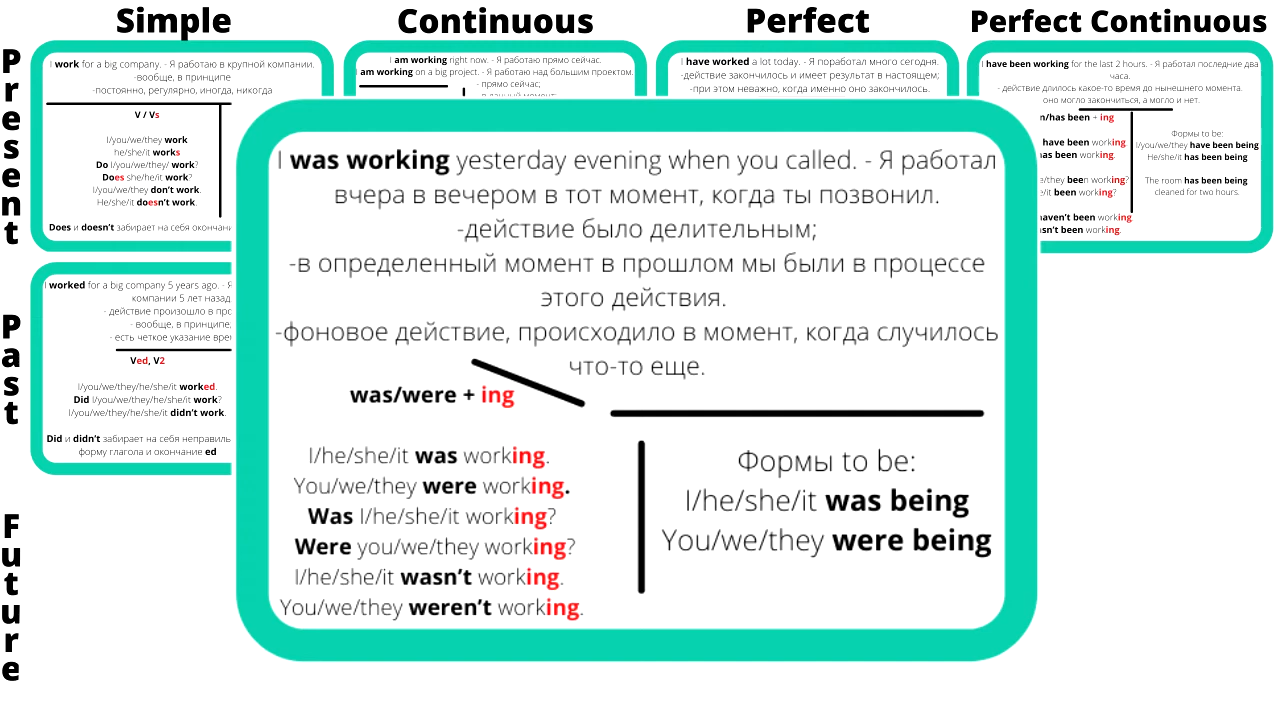 Simple
Continuous
Perfect
Perfect Continuous
Present
Past
Future
I work for a big company. - Я работаю в крупной компании.
-вообще, в принципе
-постоянно, регулярно, иногда, никогда
V / Vs
I/you/we/they work
he/she/it works
Do I/you/we/they/ work?
Does she/he/it work?
I/you/we/they don't work.
He/she/it doesn't work.
Does и doesn't забирает на себя
I am working right now. - Я работаю прямо сейчас.
am working on a big project. - Я работаю над большим проектом.
- прямо сейчас;
I have worked a lot today. - Я поработал много сегодня.
-действие закончилось и имеет результат в настоящем;
-при этом неважно, когда именно оно закончилось.
I have been working for the last 2 hours. - Я работал последние два
часа.
- действие длилось какое-то время до нынешнего момента.
оно могло закончиться, а могло и нет.
/has been + ing
have been working.
has been working.
been working?
been working?
haven't been working
been working.
Формы to be:
I/you/we/they have been being
He/she/it has been being
The room has been being
cleaned for two hours.
I worked for a big company 5 years ago. - Я
компании 5 лет назад
- действие произошло в
- вообще, в принципе;
- есть четкое указание
Ved, V2
I/you/we/they/he/she/it worked.
Did I/you/we/they/he/she/it work?
I/you/we/they/he/she/it didn't work.
Did и didn't забирает на себя
форму глагола и окончание ed
I was working yesterday evening when you called. - Я работал
вчера в вечером в тот момент, когда ты позвонил.
-действие было делительным;
-в определенный момент в прошлом мы были в процессе
этого действия.
-фоновое действие, происходило в момент, когда случилось
что-то еще.
was/were + ing
I/he/she/it was working.
You/we/they were working.
Was I/he/she/it working?
Were you/we/they working?
I/he/she/it wasn't working.
You/we/they weren't working.
Формы to be:
I/he/she/it was being
You/we/they were being